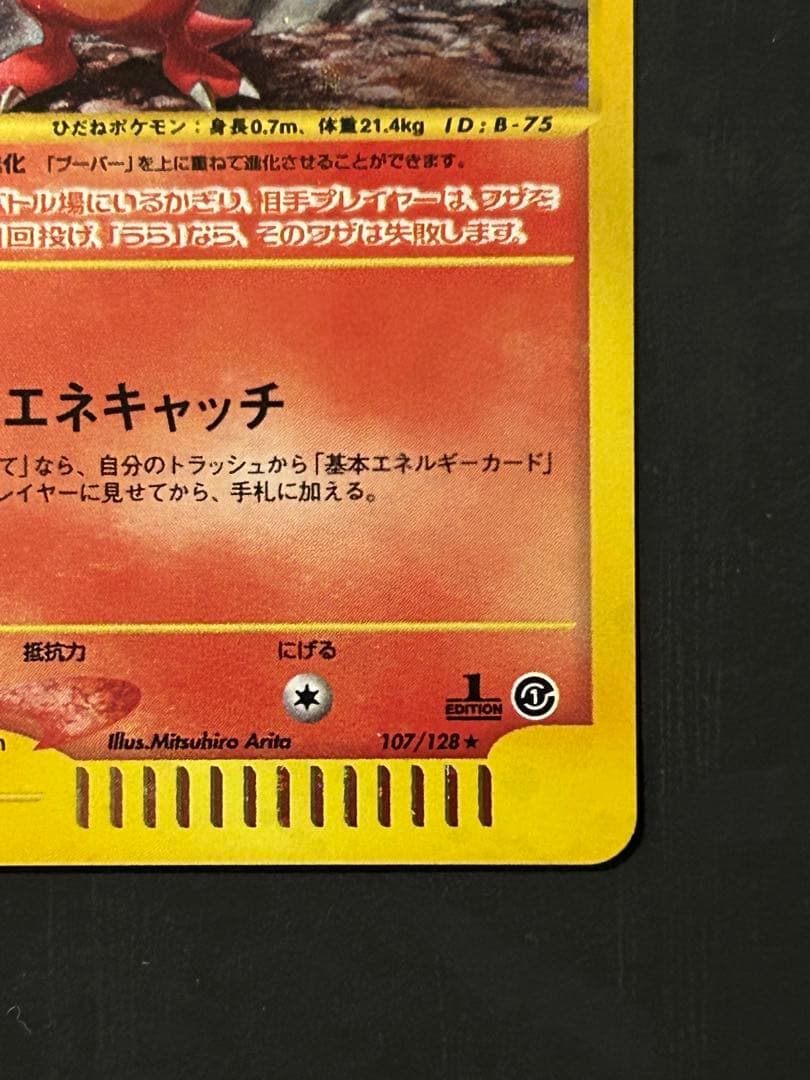 ひだねポケモン：身長0.7m、体重21.4kg ID：B-75
進化 「ブーバー」を上に重ねて進化させることができます。
バトル場にいるかぎり、相手プレイヤーは、ワザを
1回投げ、「うら」なら、そのワザは失敗します。
エネキャッチ
て」なら、自分のトラッシュから「基本エネルギーカード」
レイヤーに見せてから、手札に加える。
抵抗力 にげる
1 EDITION 1
Illus.Mitsuhiro Arita 107/128★